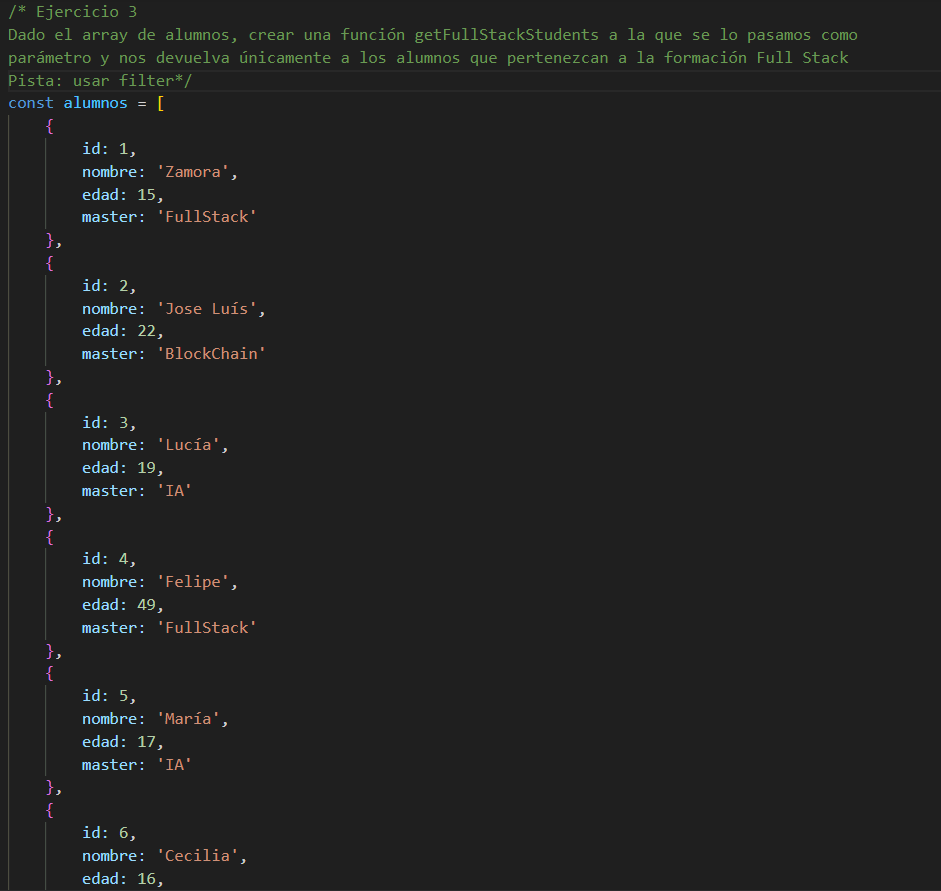 /* Ejercicio 3
Dado el array de alumnos, crear una función getFullStackStudents a la que se lo pasamos como
parámetro y nos devuelva únicamente a los alumnos que pertenezcan a la formación Full Stack
Pista: usar filter*/
const alumnos = [
    {
        id: 1,
        nombre: 'Zamora',
        edad: 15,
        master: 'FullStack'
    },
    {
        id: 2,
        nombre: 'Jose Luís',
        edad: 22,
        master: 'BlockChain'
    },
    {
        id: 3,
        nombre: 'Lucía',
        edad: 19,
        master: 'IA'
    },
    {
        id: 4,
        nombre: 'Felipe',
        edad: 49,
        master: 'FullStack'
    },
    {
        id: 5,
        nombre: 'María',
        edad: 17,
        master: 'IA'
    },
    {
        id: 6,
        nombre: 'Cecilia',
        edad: 16,